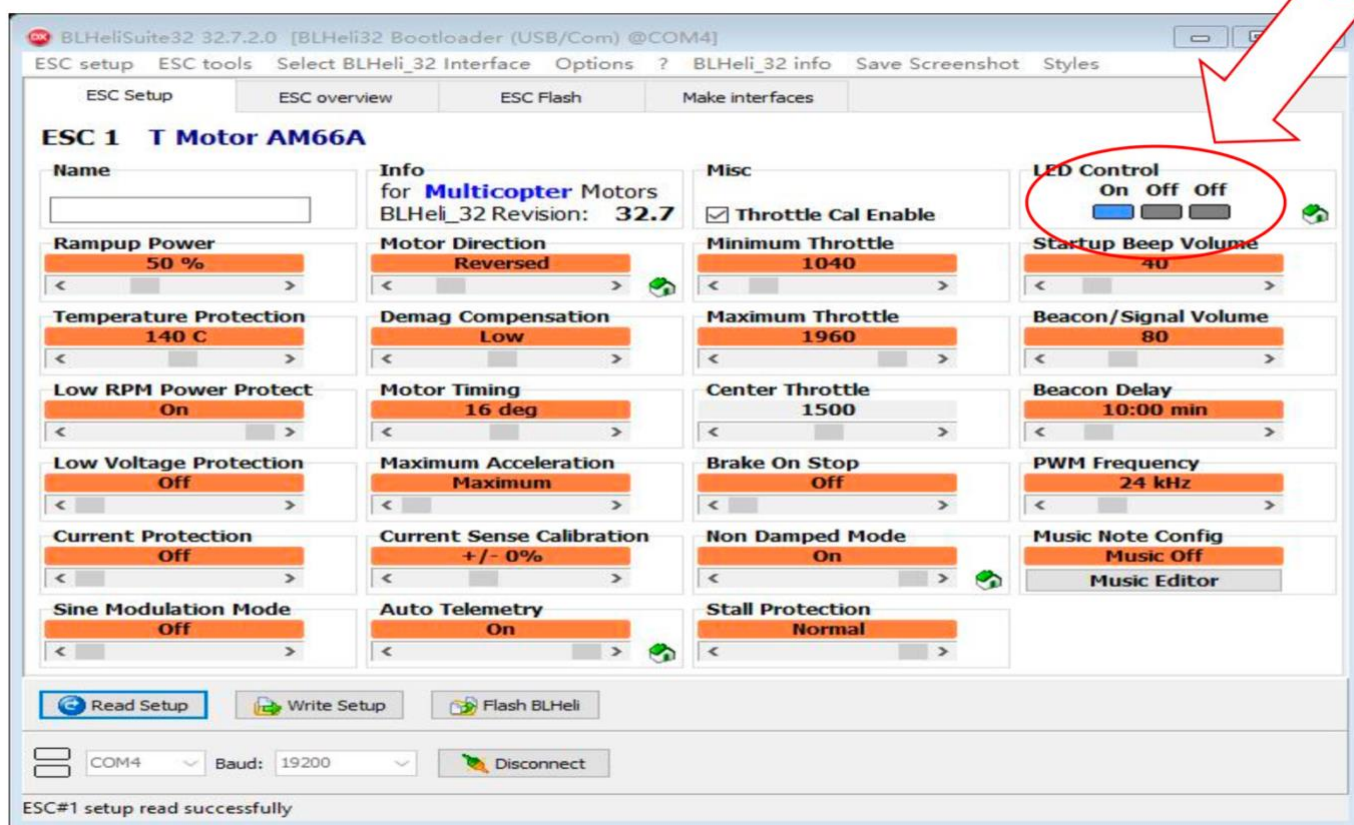 BLHeliSuite32 32.7.2.0 [BLHeli32 Bootloader (USB/Com) @COM4]
ESC setup ESC tools Select BLHeli_32 Interface Options ? BLHeli_32 info Save Screenshot Styles
ESC Setup ESC overview ESC Flash Make interfaces
ESC 1 T Motor AM66A
Name Info Misc LED Control
for Multicopter Motors On Off Off
BLHeli_32 Revision: 32.7 Throttle Cal Enable
Rampup Power Motor Direction Minimum Throttle Startup Beep Volume
50 % Reversed 1040 40
Temperature Protection Demag Compensation Maximum Throttle Beacon/Signal Volume
140 C Low 1960 80
Low RPM Power Protect Motor Timing Center Throttle Beacon Delay
On 16 deg 1500 10:00 min
Low Voltage Protection Maximum Acceleration Brake On Stop PWM Frequency
Off Maximum Off 24 kHz
Current Protection Current Sense Calibration Non Damped Mode Music Note Config
Off +/- 0% On Music Off
Music Editor
Sine Modulation Mode Auto Telemetry Stall Protection
Off On Normal
Read Setup Write Setup Flash BLHeli
COM4 Baud: 19200 Disconnect
ESC#1 setup read successfully